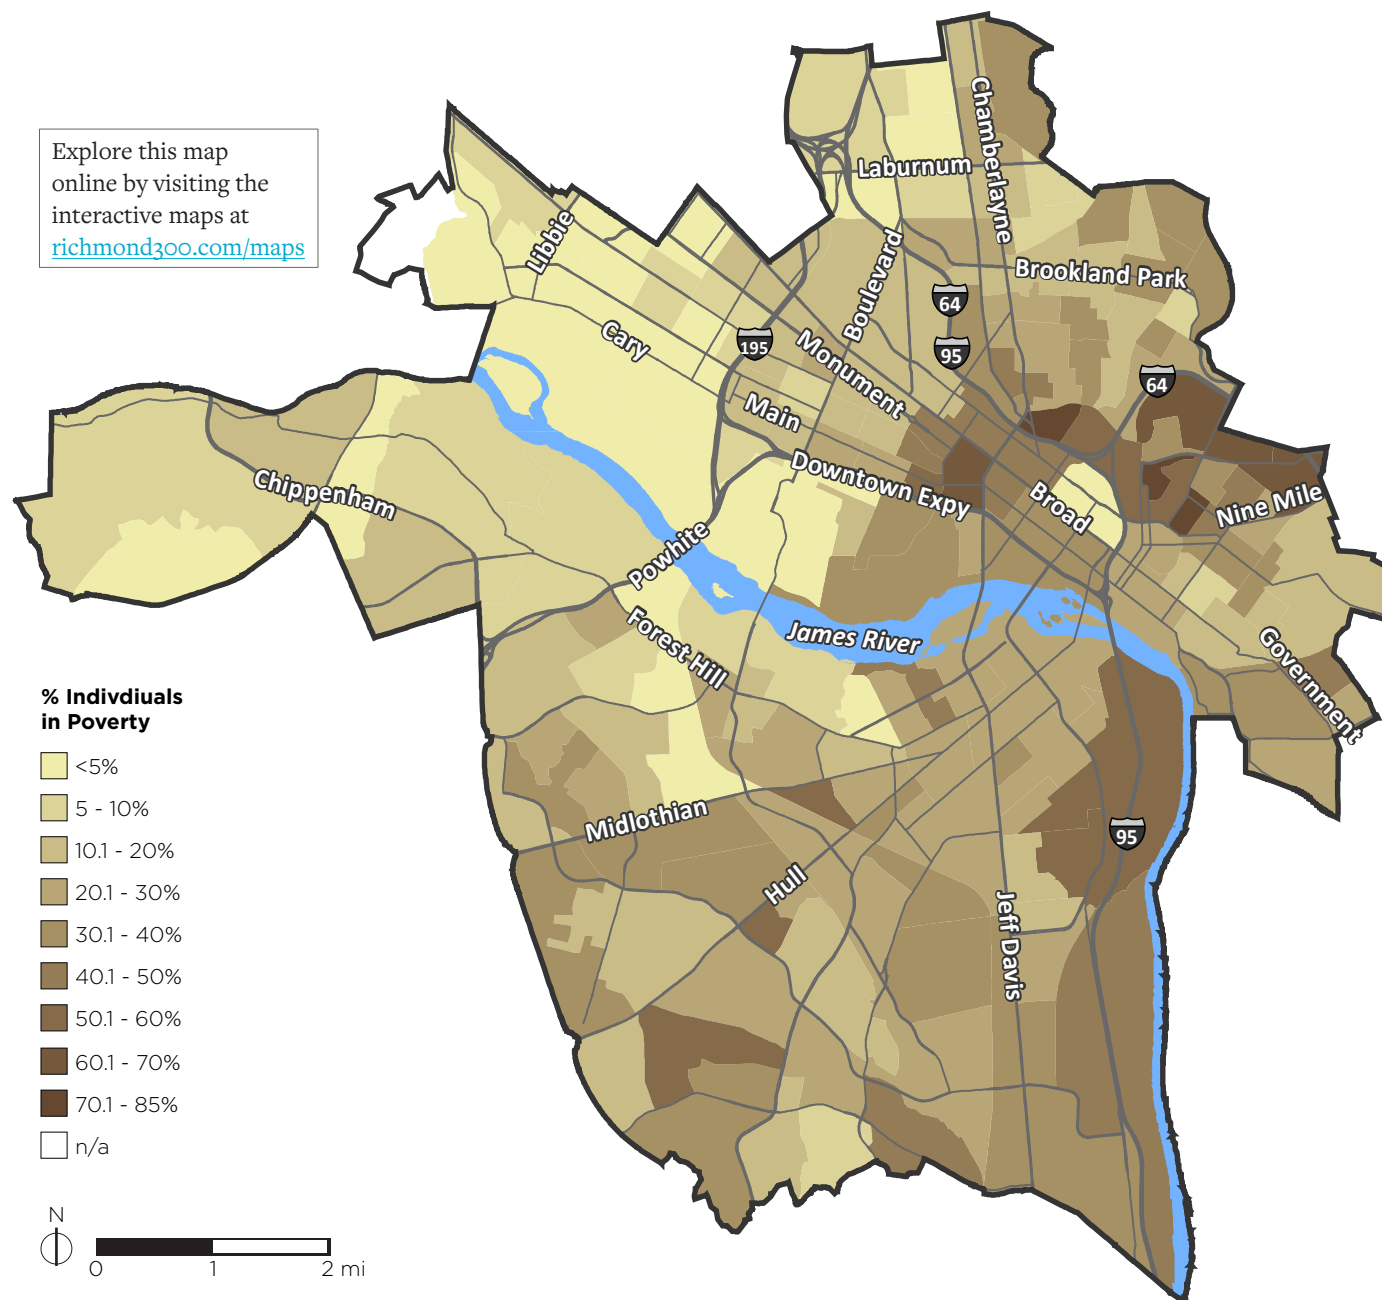 Explore this map
online by visiting the
interactive maps at
richmond300.com/maps
Chamberlayne
Laburnum
Libbie
Boulevard
Brookland Park
64
Cary
195
Monument
95
64
Main
Chippenham
Downtown Expy
Broad
Nine Mile
Powhite
Forest Hill
James River
Government
% Indivdiuals
in Poverty
<5%
5 - 10%
10.1 - 20%
20.1 - 30%
30.1 - 40%
40.1 - 50%
50.1 - 60%
60.1 - 70%
70.1 - 85%
n/a
Midlothian
95
Hull
Jeff Davis
N
0 1 2 mi